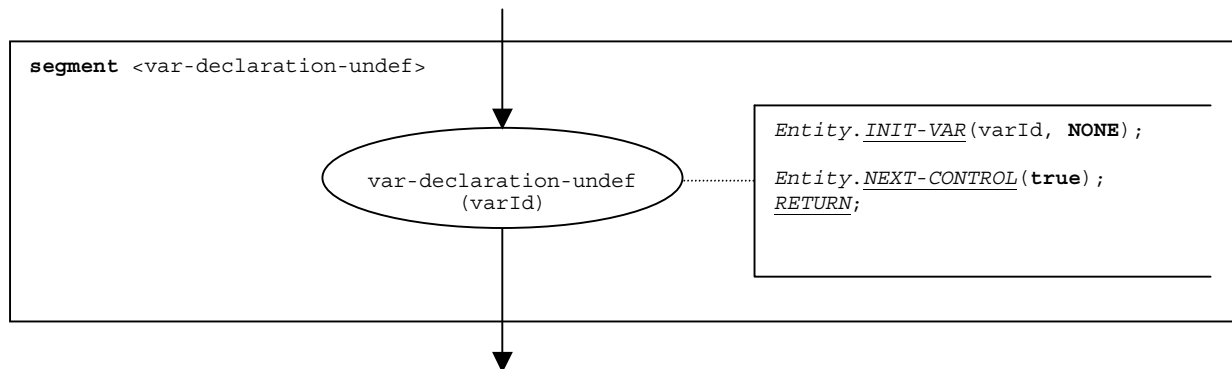 segment <var-declaration-undef>
var-declaration-undef
(varId)
Entity.INIT-VAR(varId, NONE);
Entity.NEXT-CONTROL(true);
RETURN;